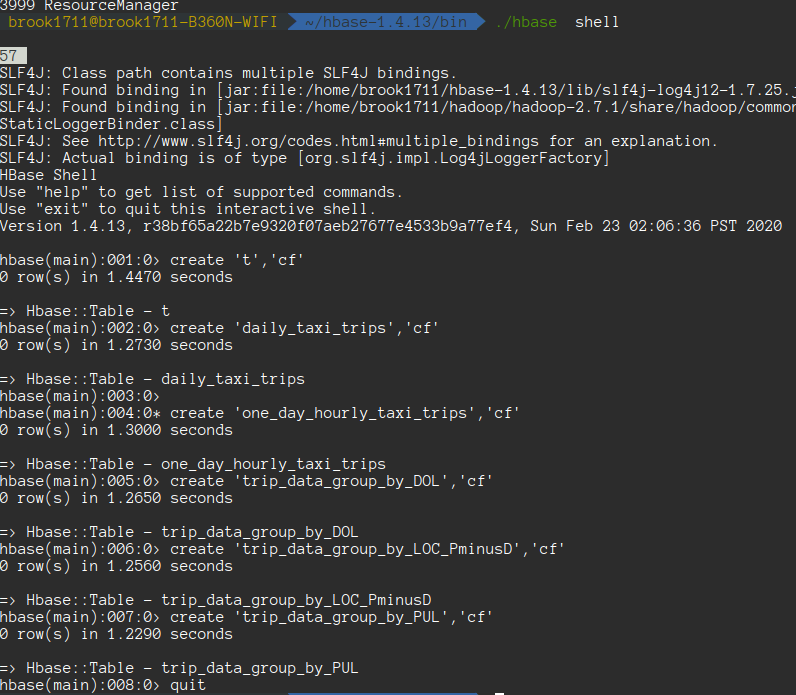 3999 ResourceManager
brook1711@brook1711-B360N-WIFI ~/hbase-1.4.13/bin ./hbase shell
57
SLF4J: Class path contains multiple SLF4J bindings.
SLF4J: Found binding in [jar:file:/home/brook1711/hbase-1.4.13/lib/slf4j-log4j12-1.7.25.j
SLF4J: Found binding in [jar:file:/home/brook1711/hadoop/hadoop-2.7.1/share/hadoop/common
StaticLoggerBinder.class]
SLF4J: See http://www.slf4j.org/codes.html#multiple_bindings for an explanation.
SLF4J: Actual binding is of type [org.slf4j.impl.Log4jLoggerFactory]
HBase Shell
Use "help" to get list of supported commands.
Use "exit" to quit this interactive shell.
Version 1.4.13, r38bf65a22b7e9320f07aeb27677e4533b9a77ef4, Sun Feb 23 02:06:36 PST 2020
hbase(main):001:0> create 't','cf'
0 row(s) in 1.4470 seconds
=> Hbase::Table - t
hbase(main):002:0> create 'daily_taxi_trips','cf'
0 row(s) in 1.2730 seconds
=> Hbase::Table - daily_taxi_trips
hbase(main):003:0>
hbase(main):004:0* create 'one_day_hourly_taxi_trips','cf'
0 row(s) in 1.3000 seconds
=> Hbase::Table - one_day_hourly_taxi_trips
hbase(main):005:0> create 'trip_data_group_by_DOL','cf'
0 row(s) in 1.2650 seconds
=> Hbase::Table - trip_data_group_by_DOL
hbase(main):006:0> create 'trip_data_group_by_LOC_PminusD','cf'
0 row(s) in 1.2560 seconds
=> Hbase::Table - trip_data_group_by_LOC_PminusD
hbase(main):007:0> create 'trip_data_group_by_PUL','cf'
0 row(s) in 1.2290 seconds
=> Hbase::Table - trip_data_group_by_PUL
hbase(main):008:0> quit